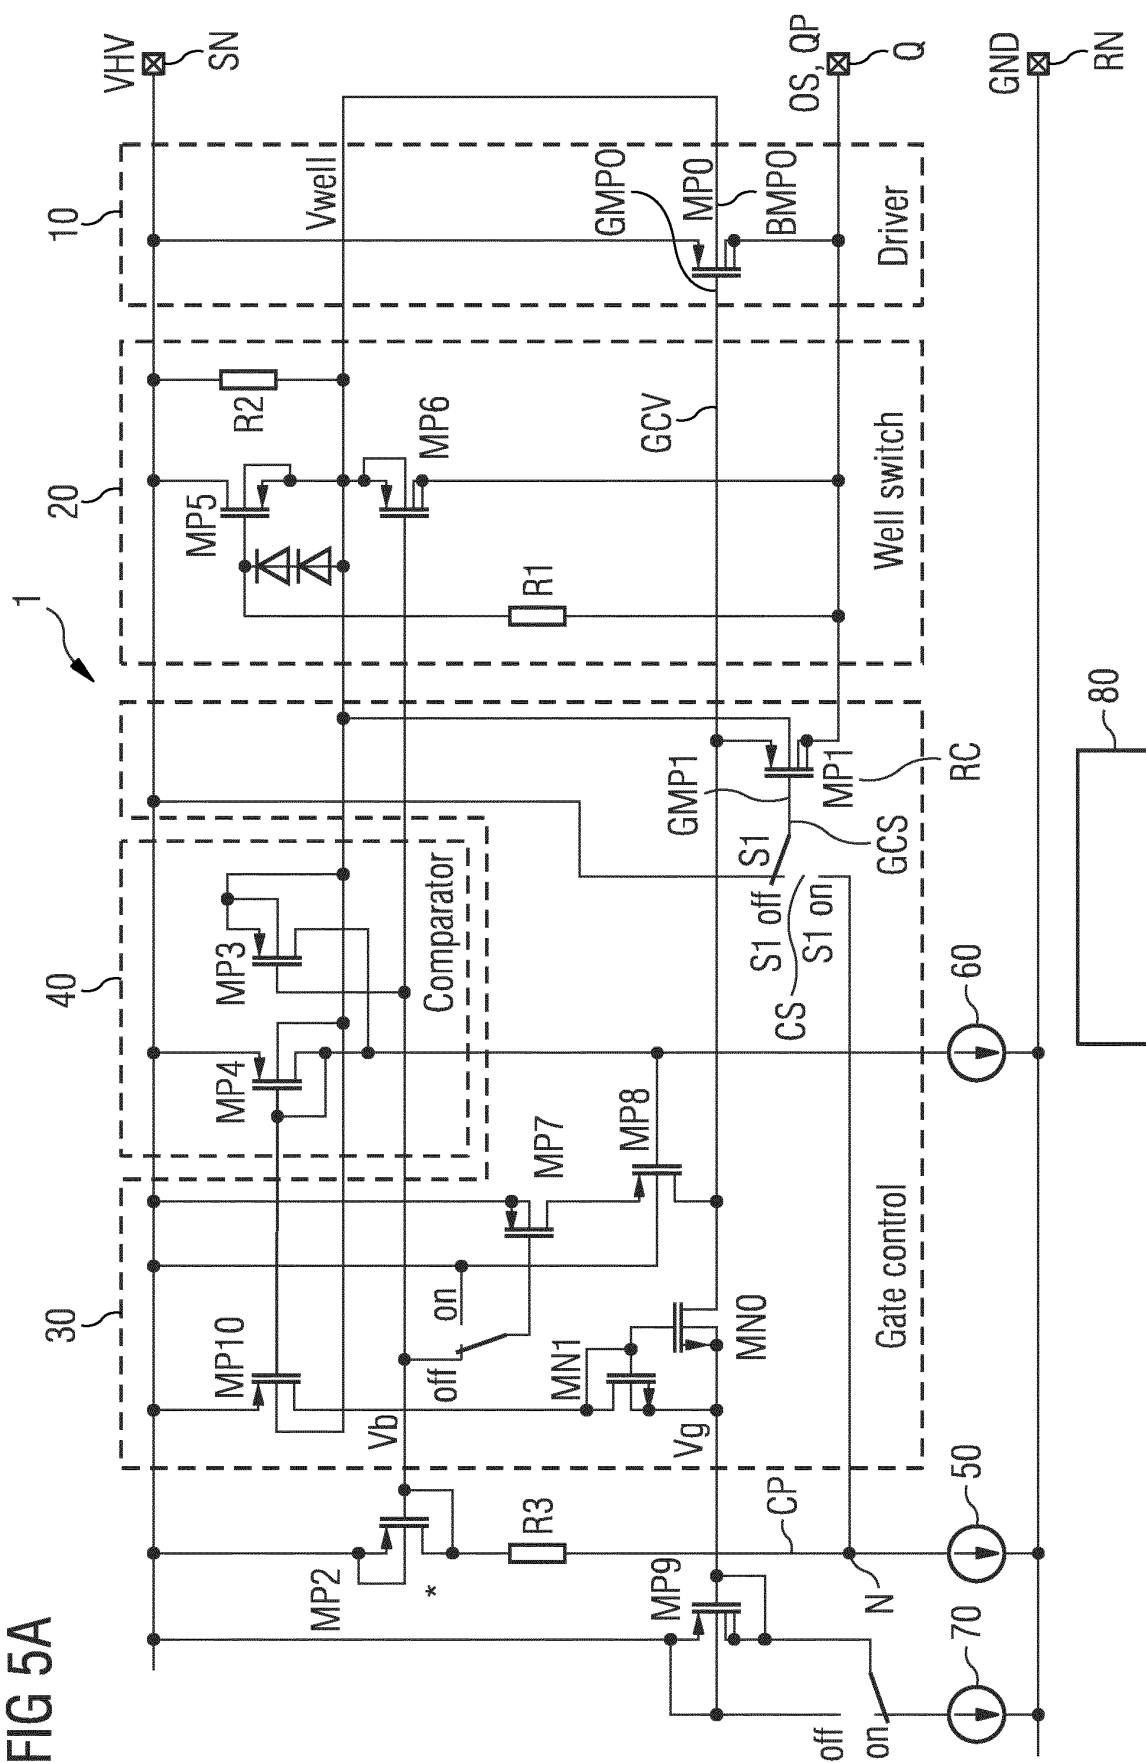 FIG 5A
1
VHV
SN
10
20
30
40
Vwell
R2
MP5
MP6
MP3
MP4
MP10
Comparator
GMP0
MP0
BMP0
OS, QP
Q
Driver
GCV
R1
Well switch
GMP1
MP1
RC
S1
GCS
S1 off
S1 on
CS
MP7
MP8
on
off
Vb
MN1
MN0
Vg
Gate control
MP2
*
R3
CP
MP9
N
off
on
50
60
70
80
GND
RN